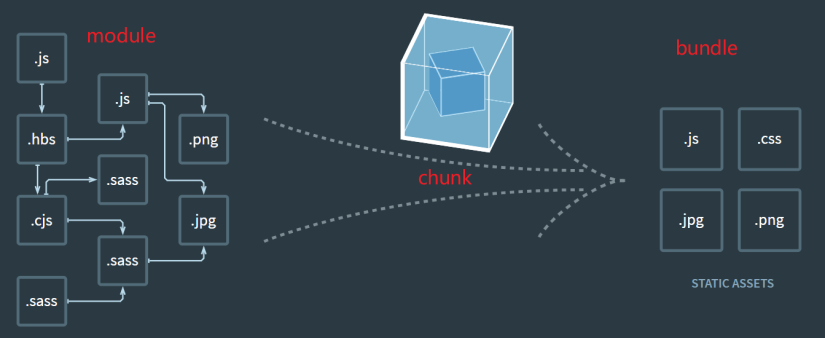 module
chunk
bundle
.js
.hbs
.cjs
.sass
.js
.sass
.sass
.png
.jpg
.js
.css
.jpg
.png
STATIC ASSETS